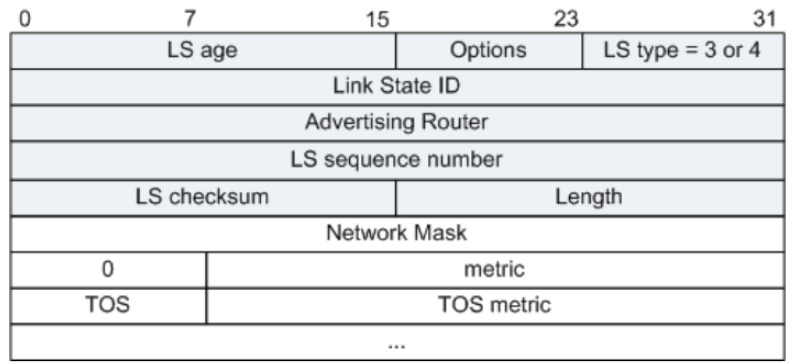 0 7 15 23 31
LS age Options LS type = 3 or 4
Link State ID
Advertising Router
LS sequence number
LS checksum Length
Network Mask
0 metric
TOS TOS metric
...